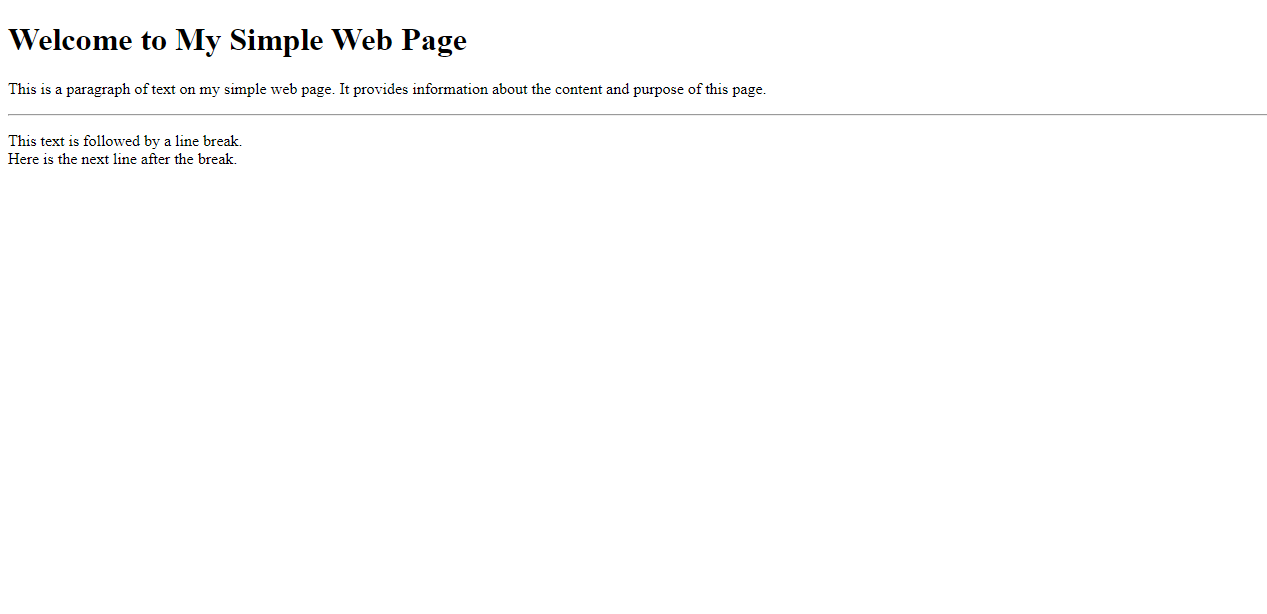 Welcome to My Simple Web Page
This is a paragraph of text on my simple web page. It provides information about the content and purpose of this page.
This text is followed by a line break.
Here is the next line after the break.